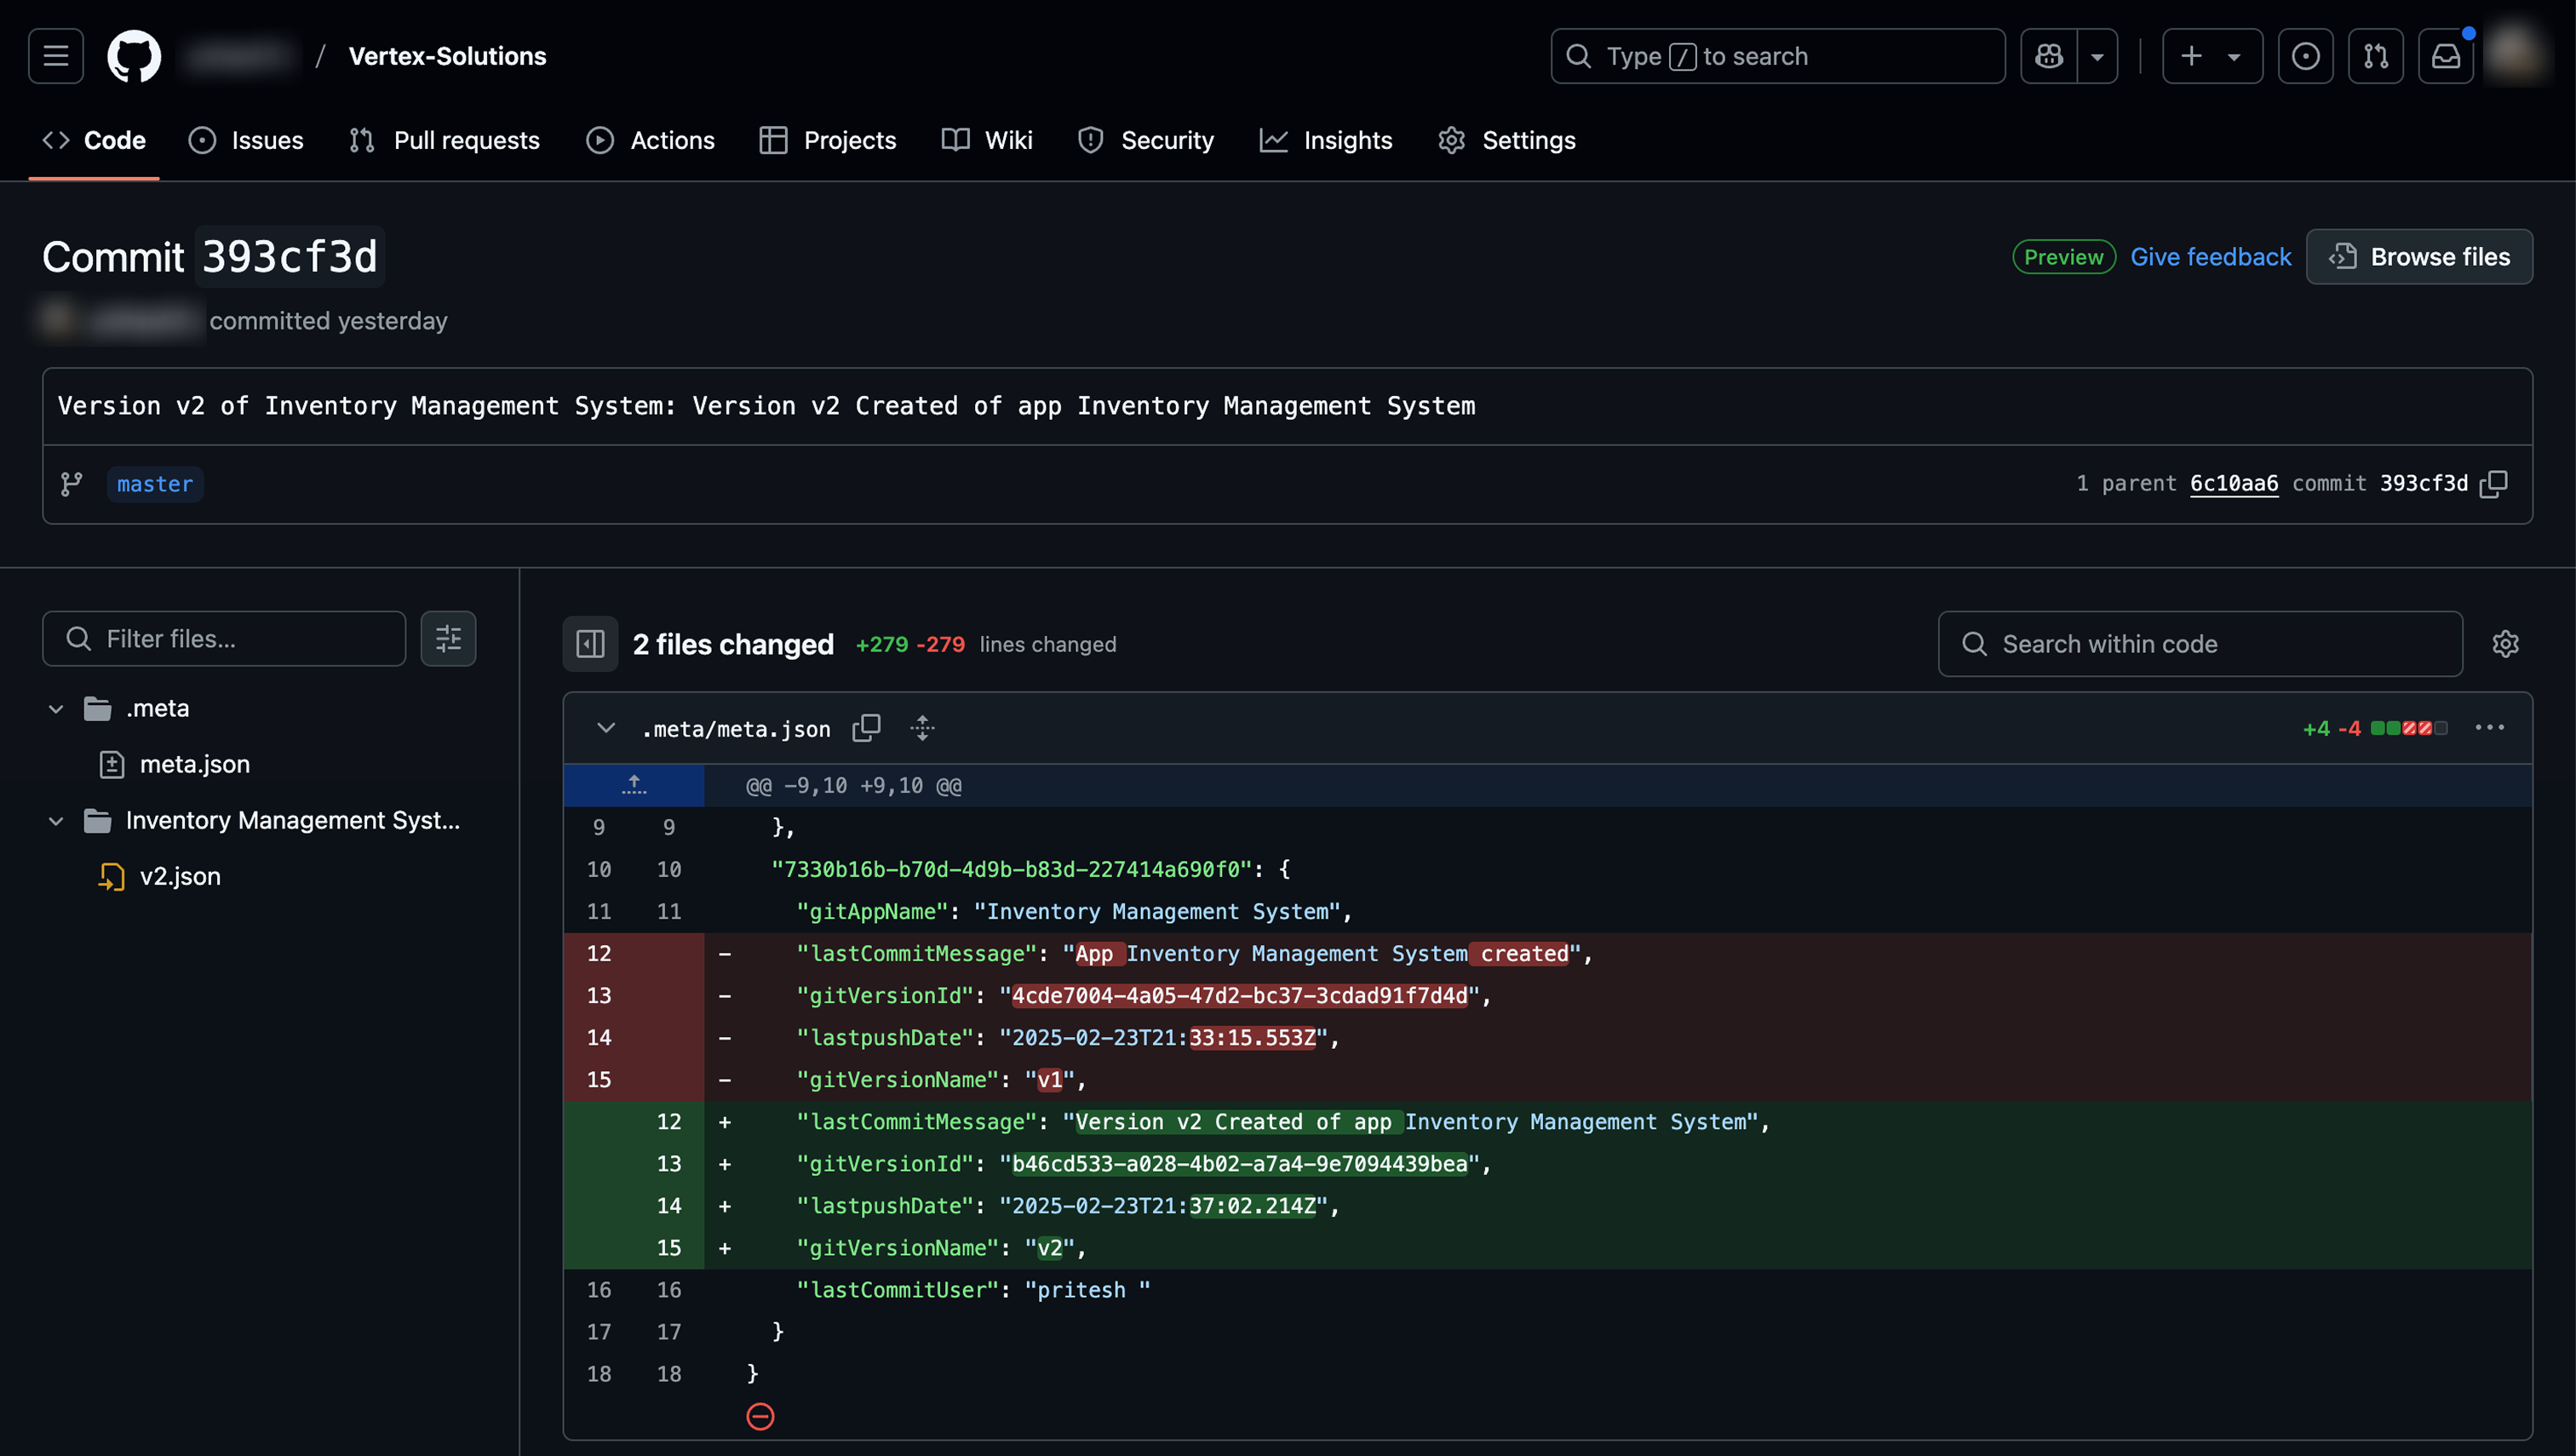 / Vertex-Solutions
Type / to search
Code Issues Pull requests Actions Projects Wiki Security Insights Settings
Commit 393cf3d
Preview Give feedback Browse files
committed yesterday
Version v2 of Inventory Management System: Version v2 Created of app Inventory Management System
master
1 parent 6c10aa6 commit 393cf3d
Filter files...
.meta
meta.json
Inventory Management Syst...
v2.json
2 files changed +279 -279 lines changed
Search within code
.meta/meta.json
+4 -4
@@ -9,10 +9,10 @@
9 9 },
10 10 "7330b16b-b70d-4d9b-b83d-227414a690f0": {
11 11 "gitAppName": "Inventory Management System",
12 - "lastCommitMessage": "App Inventory Management System created",
13 - "gitVersionId": "4cde7004-4a05-47d2-bc37-3cdad91f7d4d",
14 - "lastpushDate": "2025-02-23T21:33:15.553Z",
15 - "gitVersionName": "v1",
12 + "lastCommitMessage": "Version v2 Created of app Inventory Management System",
13 + "gitVersionId": "b46cd533-a028-4b02-a7a4-9e7094439bea",
14 + "lastpushDate": "2025-02-23T21:37:02.214Z",
15 + "gitVersionName": "v2",
16 16 "lastCommitUser": "pritesh "
17 17 }
18 18 }